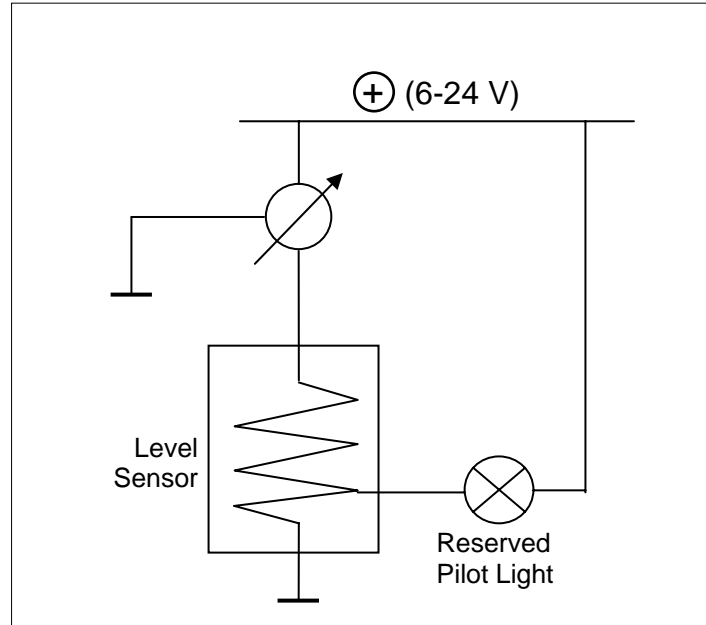 + (6-24 V)
Level
Sensor
Reserved
Pilot Light